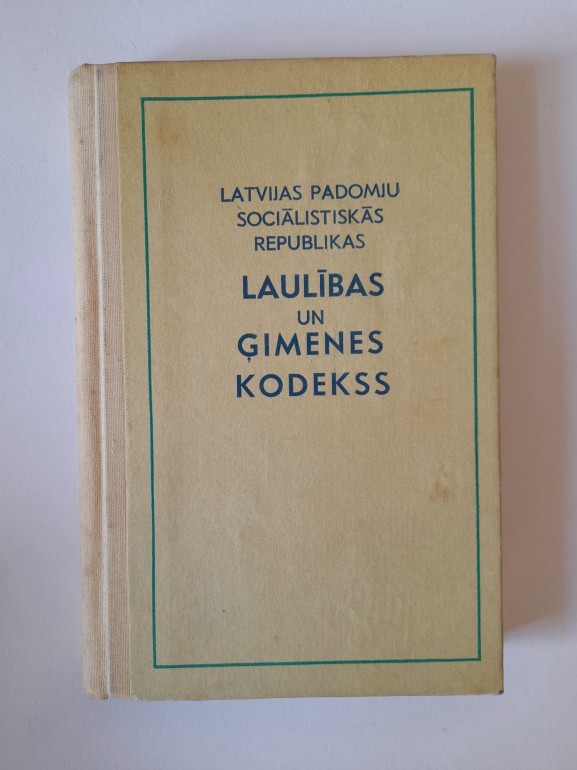 LATVIJAS PADOMJU
SOCIĀLISTISKĀS
REPUBLIKAS
LAULĪBAS
UN
ĢIMENES
KODEKSS